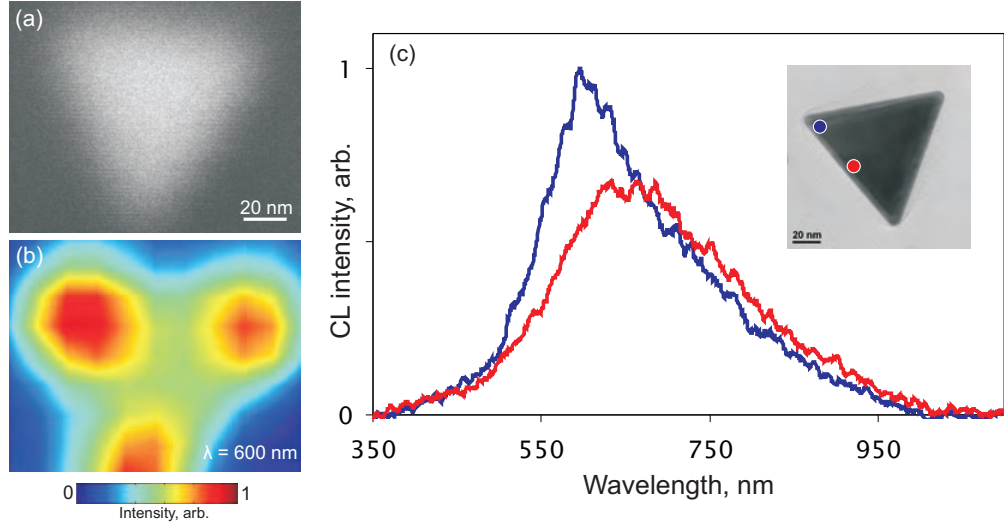 (a)
20 nm
(b)
λ = 600 nm
0
1
Intensity, arb.
(c)
1
0
CL intensity, arb.
350
550
750
950
Wavelength, nm
20 nm